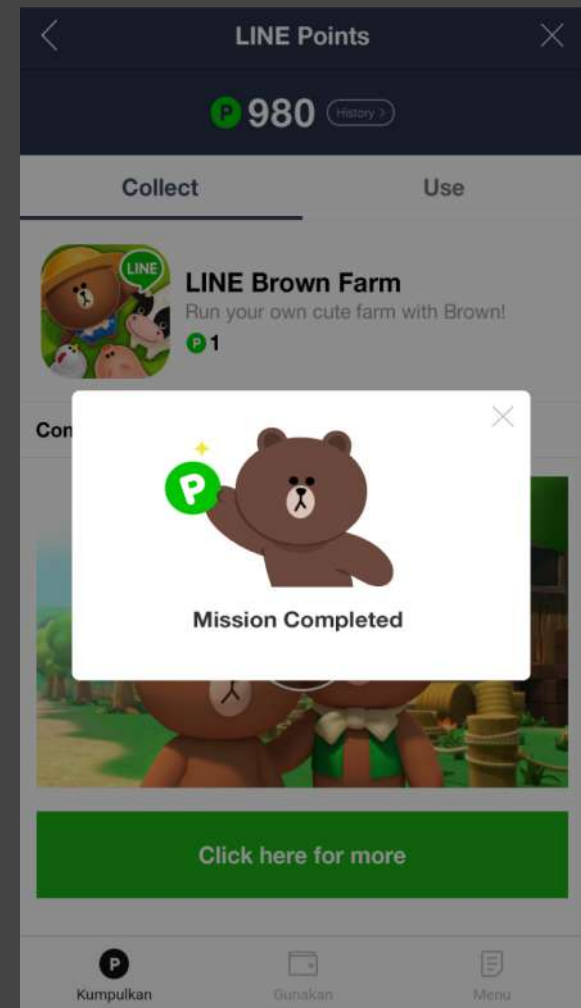 LINE Points
P 980 History >
Collect Use
LINE
LINE Brown Farm
Run your own cute farm with Brown!
P 1
Con
P
Mission Completed
Click here for more
P
Kumpulkan Gunakan Menu